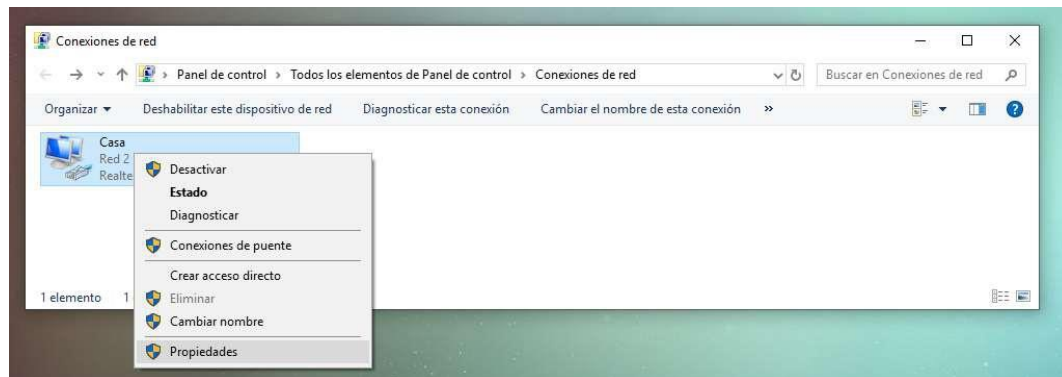 Conexiones de red
Panel de control > Todos los elementos de Panel de control > Conexiones de red
Buscar en Conexiones de red
Organizar
Deshabilitar este dispositivo de red
Diagnosticar esta conexión
Cambiar el nombre de esta conexión
»
Casa
Red 2
Realte
Desactivar
Estado
Diagnosticar
Conexiones de puente
Crear acceso directo
Eliminar
Cambiar nombre
Propiedades
1 elemento 1